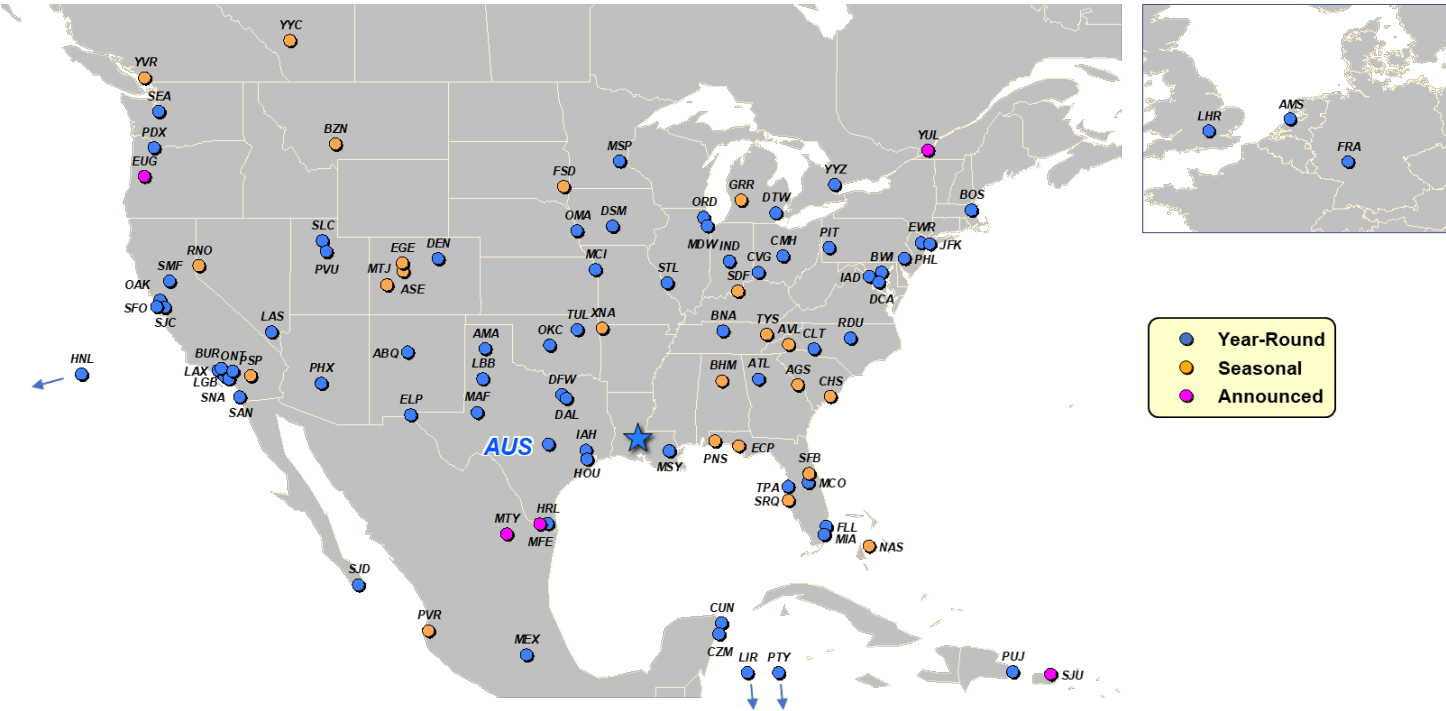 YYC
YVR
SEA
PDX
EUG
BZN
MSP
FSD
YUL
YYZ
GRR
DTW
BOS
ORD
OMA
DSM
MDW
IND
CMH
PIT
EWR
JFK
PHL
SLC
PVU
RNO
SMF
OAK
SFO
SJC
EGE
DEN
MTJ
ASE
MCI
STL
CVG
SDF
BWI
IAD
DCA
LAS
TUL
XNA
OKC
BNA
TYS
AVL
CLT
RDU
HNL
BUR
ONT
PSP
LAX
LGB
SNA
SAN
PHX
ABQ
AMA
LBB
MAF
ELP
DFW
DAL
BHM
ATL
AGS
CHS
AUS
IAH
HOU
MSY
PNS
ECP
SFB
MCO
TPA
SRQ
FLL
MIA
NAS
MTY
HRL
MFE
SJD
PVR
MEX
CUN
CZM
LIR
PTY
PUJ
SJU
LHR
AMS
FRA
Year-Round
Seasonal
Announced